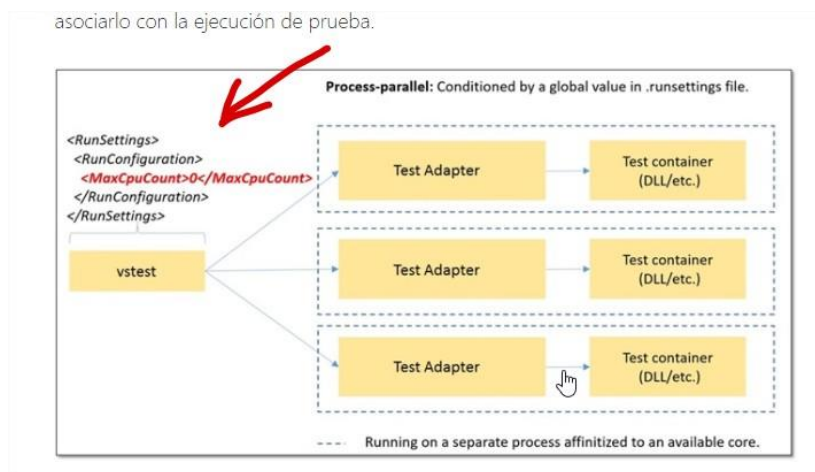 asociarlo con la ejecución de prueba.
Process-parallel: Conditioned by a global value in .runsettings file.
<RunSettings>
<RunConfiguration>
<MaxCpuCount>0</MaxCpuCount>
</RunConfiguration>
</RunSettings>
vstest
Test Adapter
Test container
(DLL/etc.)
Test Adapter
Test container
(DLL/etc.)
Test Adapter
Test container
(DLL/etc.)
Running on a separate process affinitized to an available core.